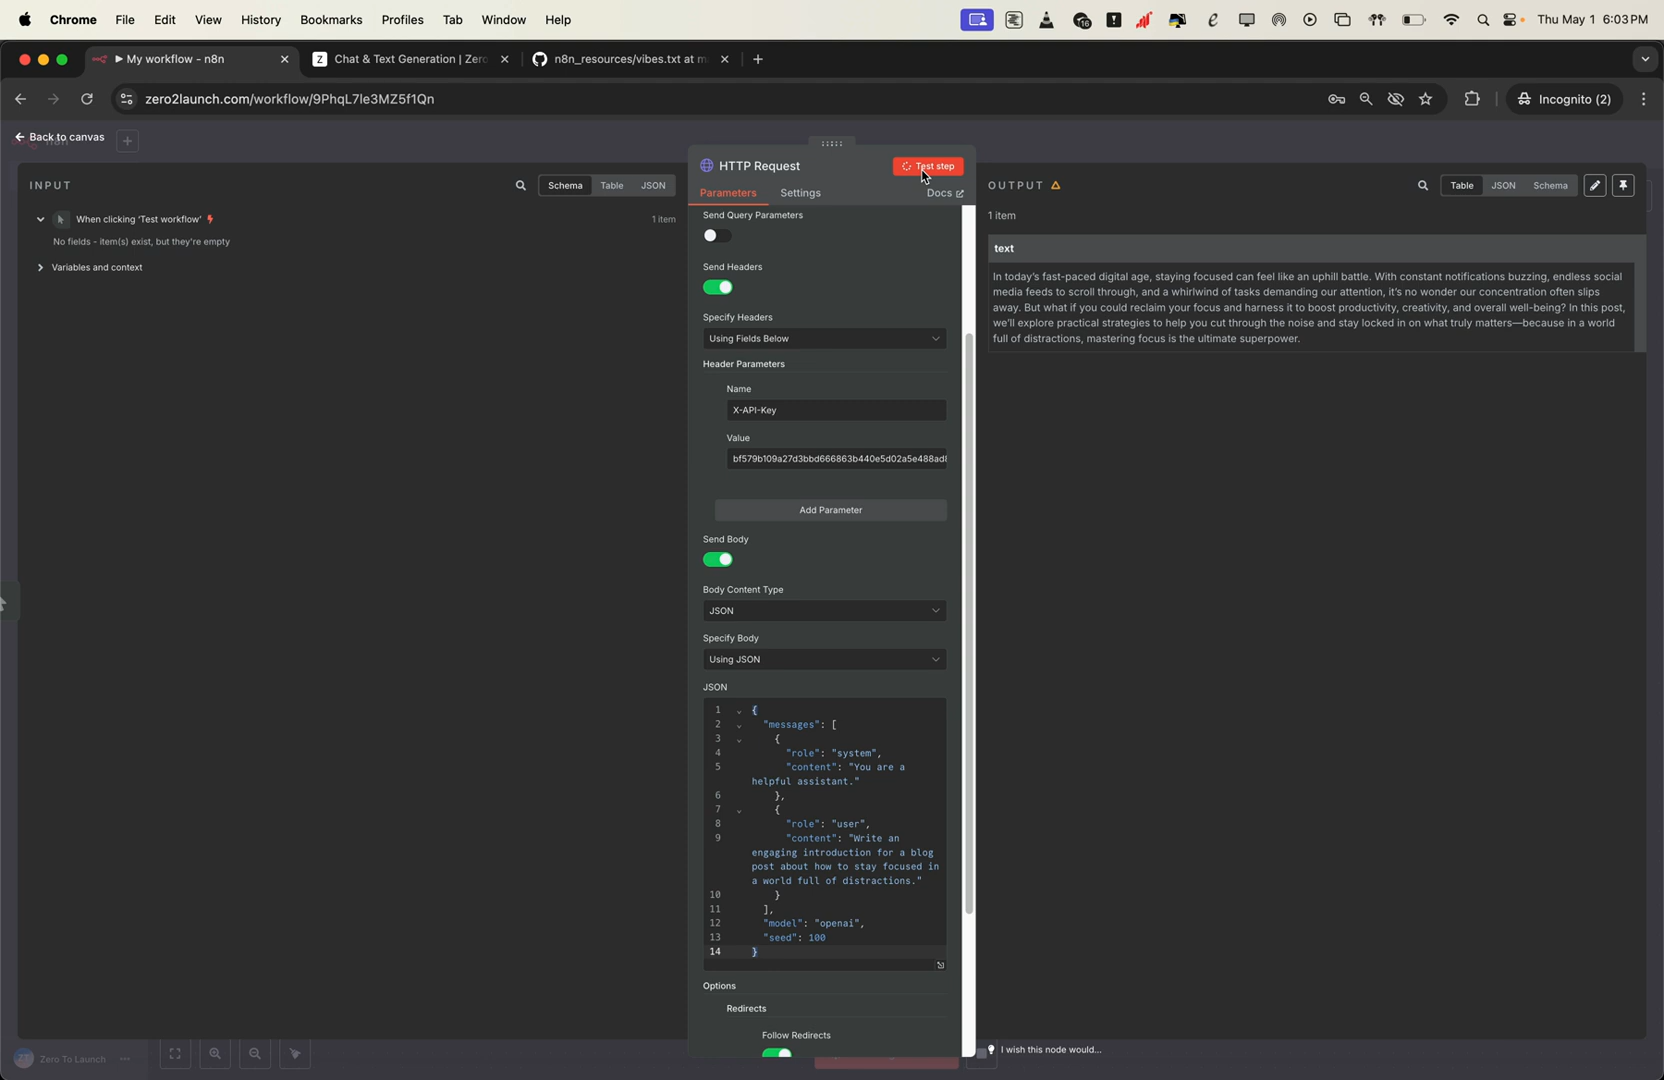 Chrome File Edit View History Bookmarks Profiles Tab Window Help
16
Thu May 1 6:03 PM
My workflow - n8n
Chat & Text Generation | Zero
n8n_resources/vibes.txt at m
zero2launch.com/workflow/9PhqL7le3MZ5f1Qn
Incognito (2)
Back to canvas
HTTP Request
Test step
Parameters Settings Docs
INPUT
Schema Table JSON
When clicking 'Test workflow'
1 item
No fields - item(s) exist, but they're empty
Variables and context
Send Query Parameters
Send Headers
Specify Headers
Using Fields Below
Header Parameters
Name
X-API-Key
Value
bf579b109a27d3bbd666863b440e5d02a5e488ad
Add Parameter
Send Body
Body Content Type
JSON
Specify Body
Using JSON
JSON
1 {
2 "messages": [
3 {
4 "role": "system",
5 "content": "You are a
helpful assistant."
6 },
7 {
8 "role": "user",
9 "content": "Write an
engaging introduction for a blog
post about how to stay focused in
a world full of distractions."
10 }
11 ],
12 "model": "openai",
13 "seed": 100
14 }
Options
Redirects
Follow Redirects
OUTPUT
Table JSON Schema
1 item
text
In today's fast-paced digital age, staying focused can feel like an uphill battle. With constant notifications buzzing, endless social
media feeds to scroll through, and a whirlwind of tasks demanding our attention, it's no wonder our concentration often slips
away. But what if you could reclaim your focus and harness it to boost productivity, creativity, and overall well-being? In this post,
we'll explore practical strategies to help you cut through the noise and stay locked in on what truly matters—because in a world
full of distractions, mastering focus is the ultimate superpower.
Zero To Launch
I wish this node would...